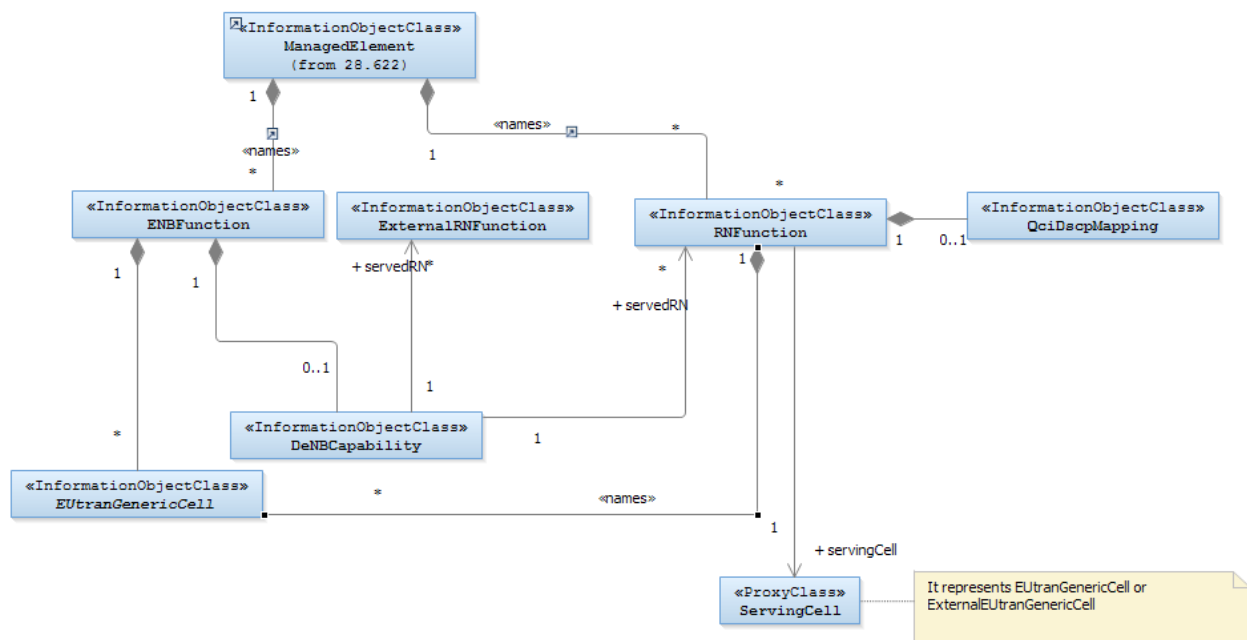 «InformationObjectClass»
ManagedElement
(from 28.622)
1
«names»
*
1
«names»
*
*
«InformationObjectClass»
ENBFunction
«InformationObjectClass»
ExternalRNFunction
«InformationObjectClass»
RNFunction
«InformationObjectClass»
QciDscpMapping
1
0..1
1
1
+ servedRN
*
*
+ servedRN
1
0..1
1
1
*
«InformationObjectClass»
DeNBCapability
«InformationObjectClass»
EUtranGenericCell
*
«names»
1
+ servingCell
«ProxyClass»
ServingCell
It represents EUtranGenericCell or
ExternalEUtranGenericCell